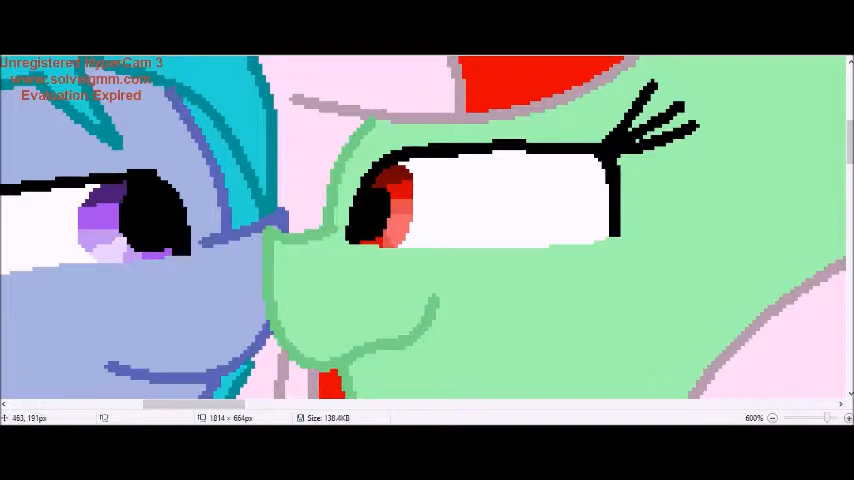 Unregistered HyperCam 3
www.solveigmm.com
Evaluation Expired
463, 191px
1814 × 664px
Size: 138.4KB
600%